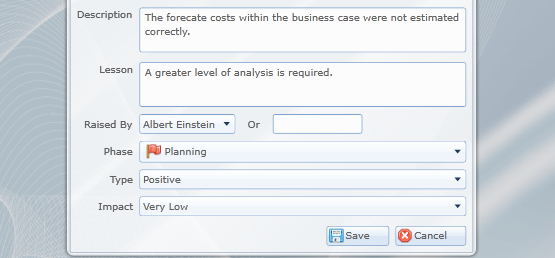 Description
The forecate costs within the business case were not estimated
correctly.
Lesson
A greater level of analysis is required.
Raised By Albert Einstein Or
Phase Planning
Type Positive
Impact Very Low
Save Cancel